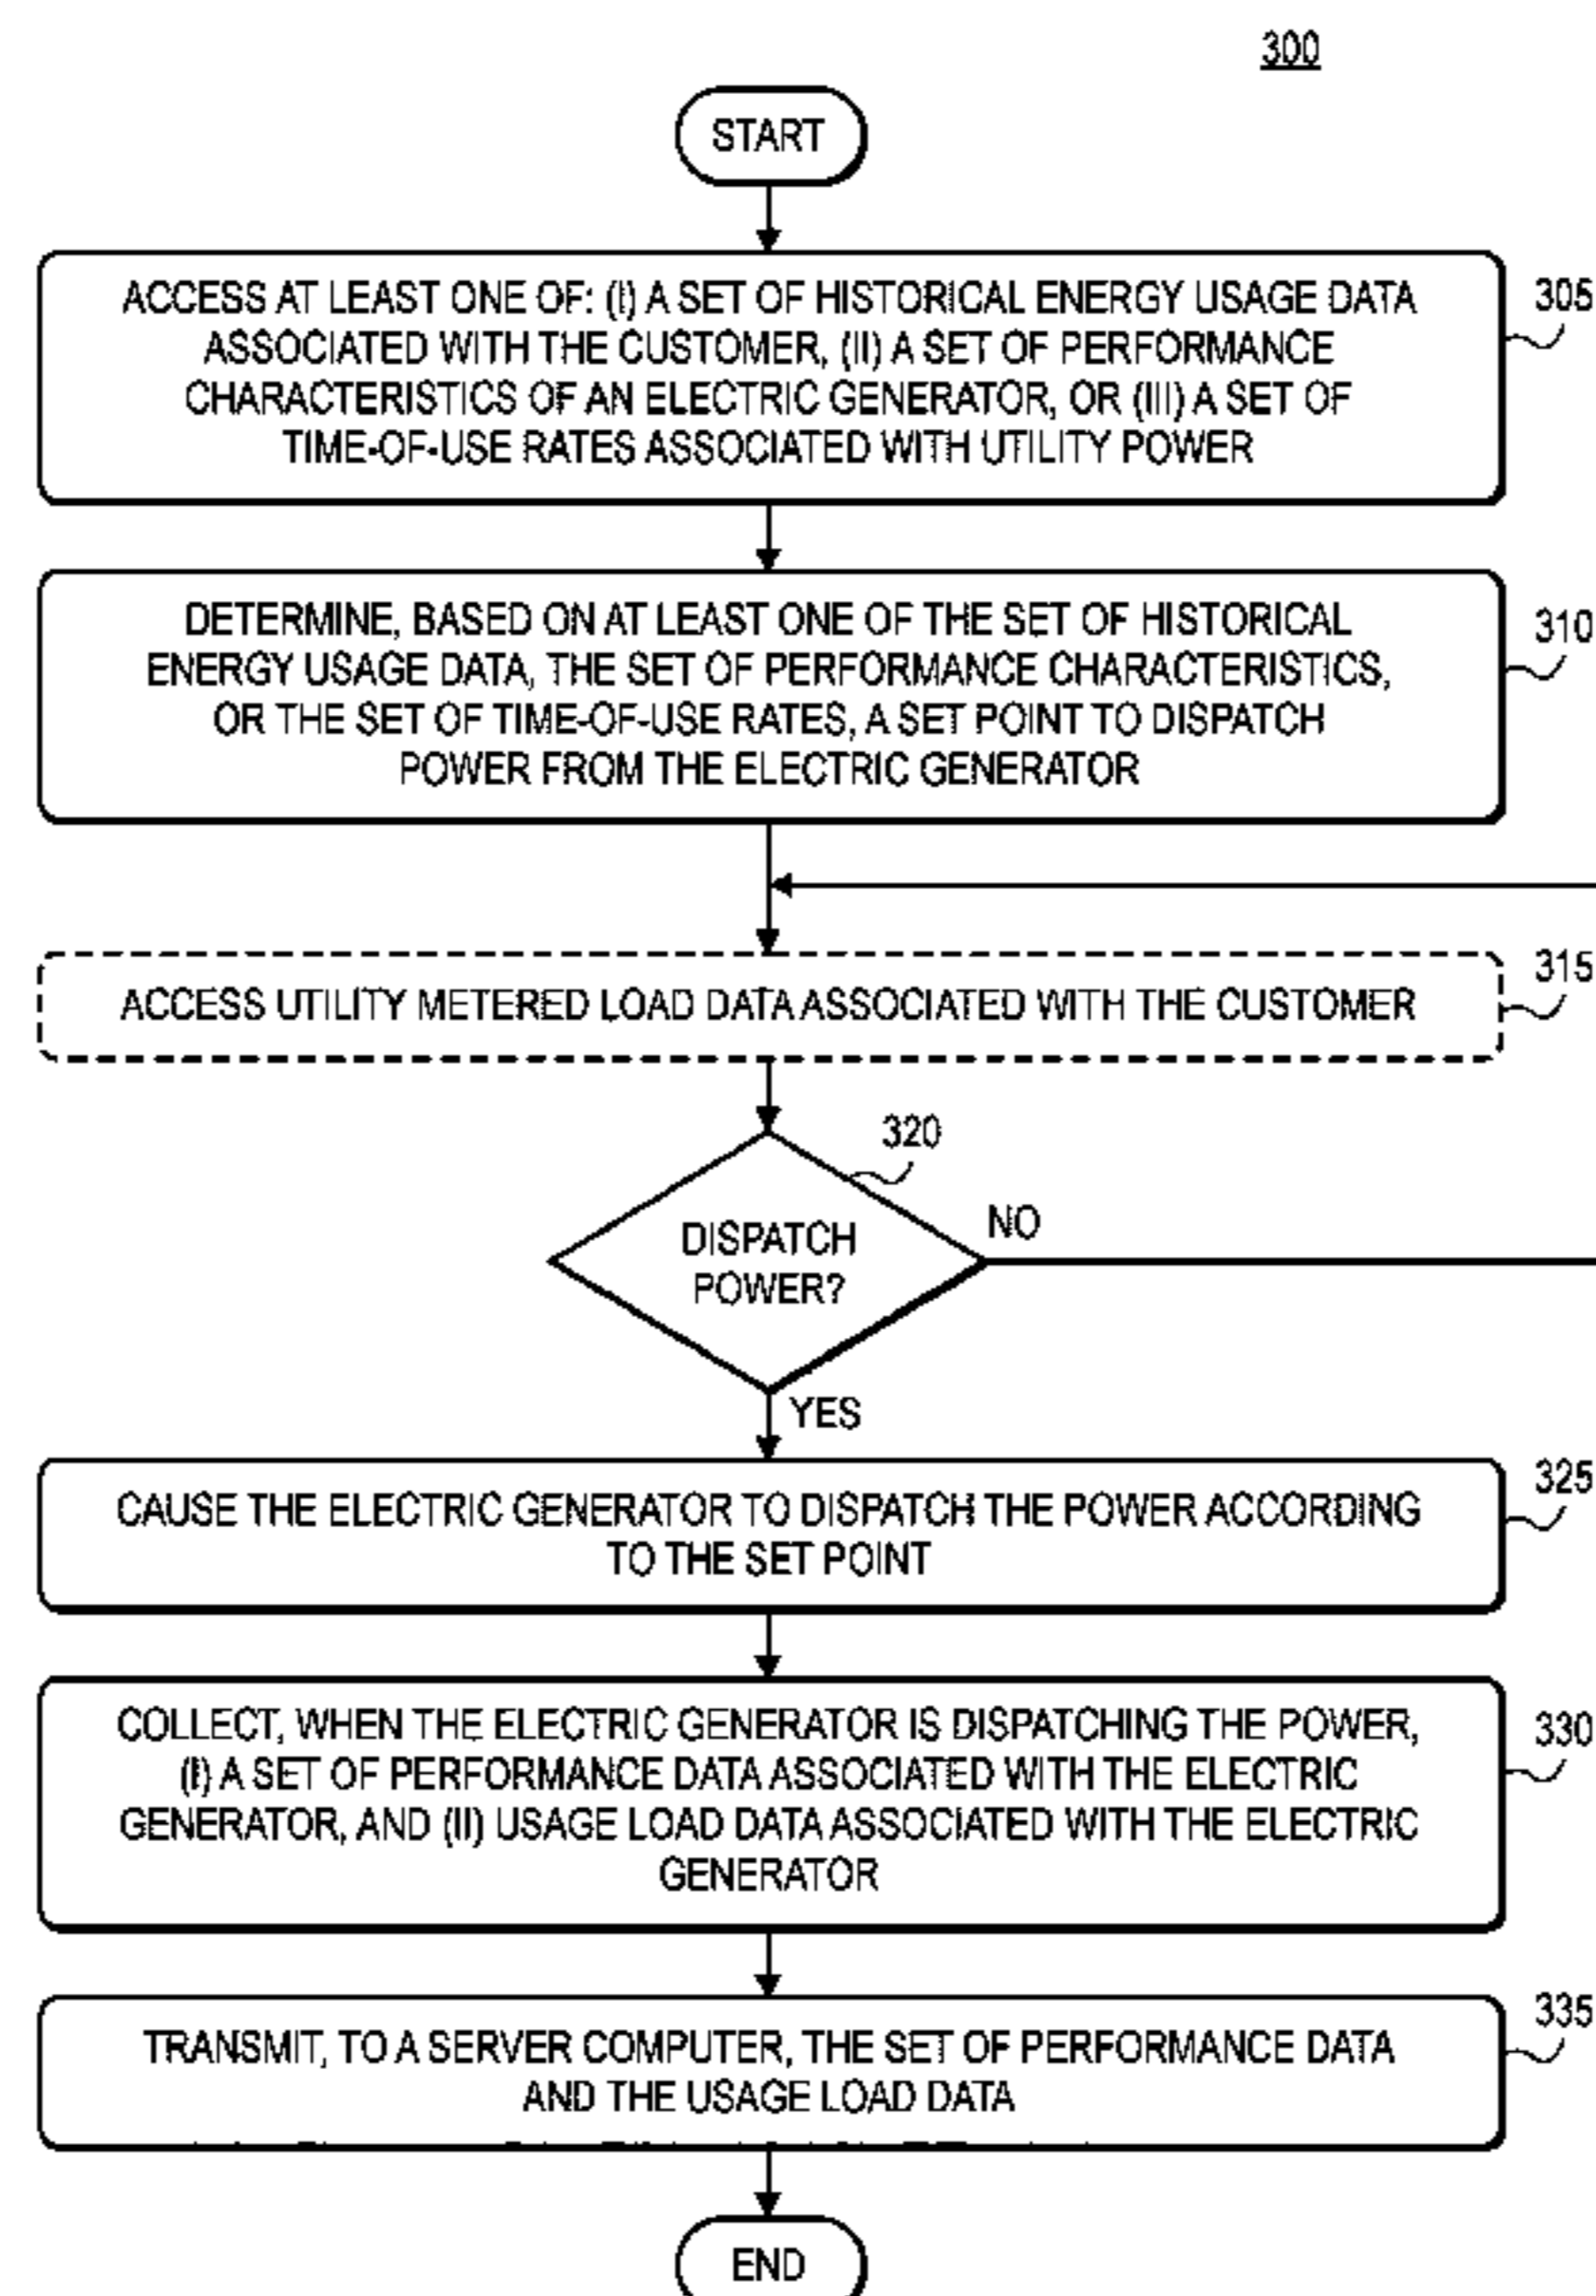 300
START
ACCESS AT LEAST ONE OF: (I) A SET OF HISTORICAL ENERGY USAGE DATA
ASSOCIATED WITH THE CUSTOMER, (II) A SET OF PERFORMANCE
CHARACTERISTICS OF AN ELECTRIC GENERATOR, OR (III) A SET OF
TIME-OF-USE RATES ASSOCIATED WITH UTILITY POWER
305
DETERMINE, BASED ON AT LEAST ONE OF THE SET OF HISTORICAL
ENERGY USAGE DATA, THE SET OF PERFORMANCE CHARACTERISTICS,
OR THE SET OF TIME-OF-USE RATES, A SET POINT TO DISPATCH
POWER FROM THE ELECTRIC GENERATOR
310
ACCESS UTILITY METERED LOAD DATA ASSOCIATED WITH THE CUSTOMER
315
320
DISPATCH
POWER?
NO
YES
CAUSE THE ELECTRIC GENERATOR TO DISPATCH THE POWER ACCORDING
TO THE SET POINT
325
COLLECT, WHEN THE ELECTRIC GENERATOR IS DISPATCHING THE POWER,
(I) A SET OF PERFORMANCE DATA ASSOCIATED WITH THE ELECTRIC
GENERATOR, AND (II) USAGE LOAD DATA ASSOCIATED WITH THE ELECTRIC
GENERATOR
330
TRANSMIT, TO A SERVER COMPUTER, THE SET OF PERFORMANCE DATA
AND THE USAGE LOAD DATA
335
END